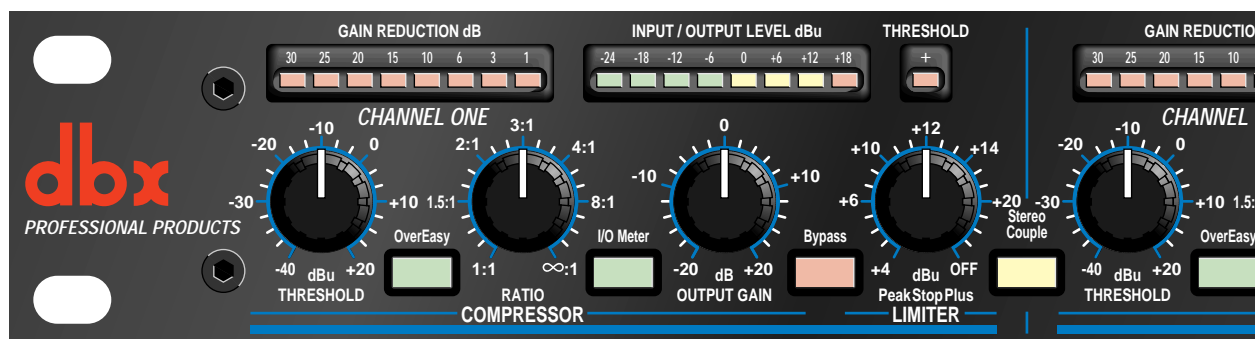 GAIN REDUCTION dB
30 25 20 15 10 6 3 1
INPUT / OUTPUT LEVEL dBu
-24 -18 -12 -6 0 +6 +12 +18
THRESHOLD
+
GAIN REDUCTIO
30 25 20 15 10
CHANNEL ONE
CHANNEL
dbx
PROFESSIONAL PRODUCTS
-40 -30 -20 -10 0 +10 +20
dBu
THRESHOLD
OverEasy
1:1 1.5:1 2:1 3:1 4:1 8:1 ∞:1
RATIO
I/O Meter
-20 -10 0 +10 +20
dB
OUTPUT GAIN
Bypass
COMPRESSOR
+4 +6 +10 +12 +14 +20 OFF
dBu
PeakStopPlus
LIMITER
Stereo
Couple
-40 -30 -20 -10 0 +10 +20
dBu
THRESHOLD
1.5:
OverEasy